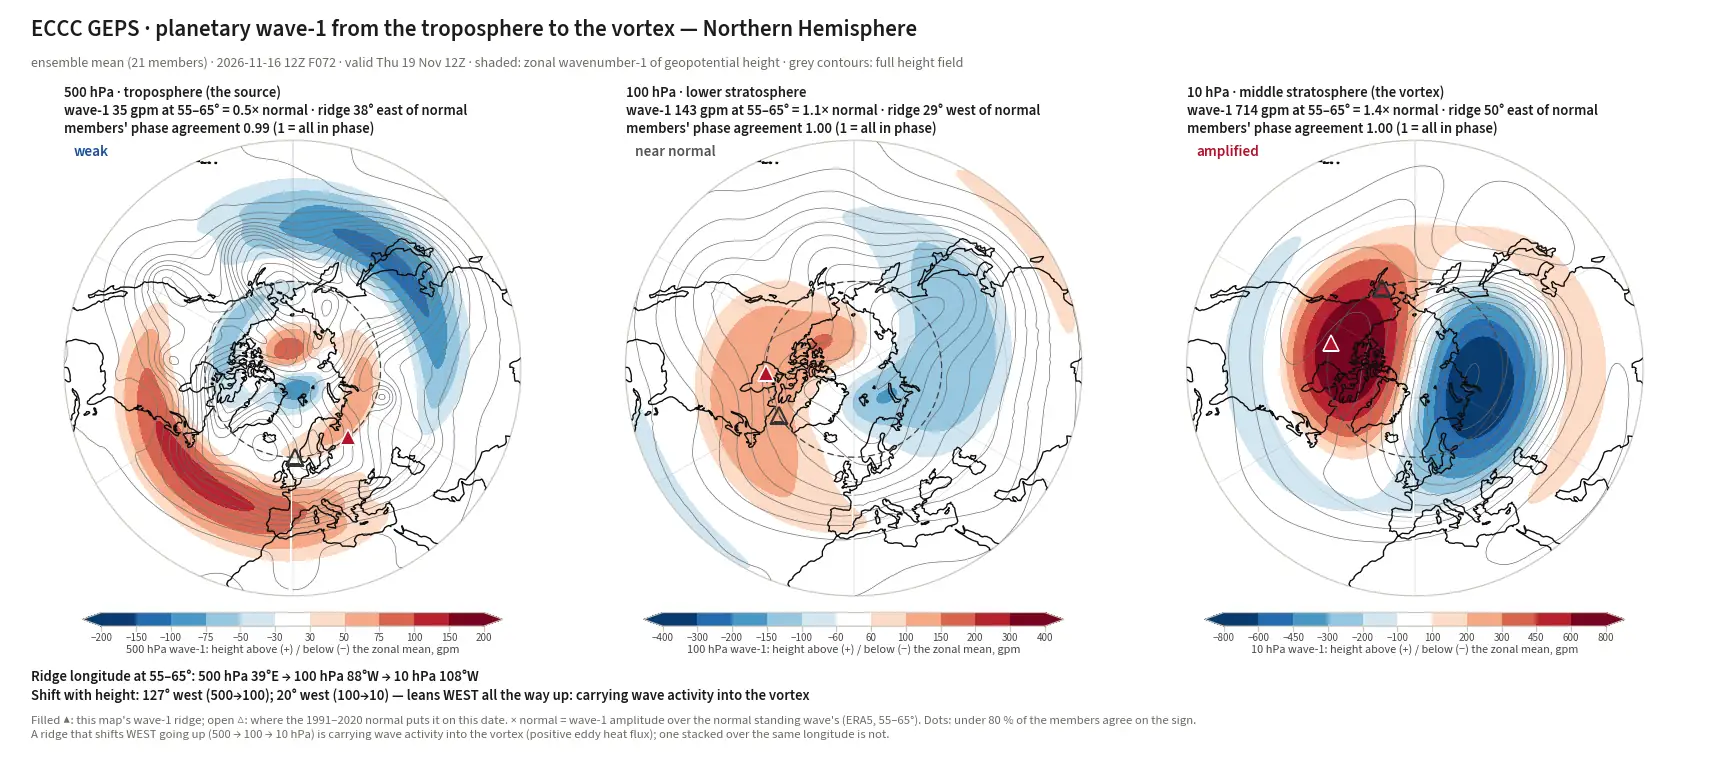 ECCC GEPS · planetary wave-1 from the troposphere to the vortex — Northern Hemisphere
ensemble mean (21 members) · 2026-11-16 12Z F072 · valid Thu 19 Nov 12Z · shaded: zonal wavenumber-1 of geopotential height · grey contours: full height field
500 hPa · troposphere (the source)
wave-1 35 gpm at 55–65° = 0.5× normal · ridge 38° east of normal
members' phase agreement 0.99 (1 = all in phase)
weak
100 hPa · lower stratosphere
wave-1 143 gpm at 55–65° = 1.1× normal · ridge 29° west of normal
members' phase agreement 1.00 (1 = all in phase)
near normal
10 hPa · middle stratosphere (the vortex)
wave-1 714 gpm at 55–65° = 1.4× normal · ridge 50° east of normal
members' phase agreement 1.00 (1 = all in phase)
amplified
−200 −150 −100 −75 −50 −30 30 50 75 100 150 200
500 hPa wave-1: height above (+) / below (−) the zonal mean, gpm
−400 −300 −200 −150 −100 −60 60 100 150 200 300 400
100 hPa wave-1: height above (+) / below (−) the zonal mean, gpm
−800 −600 −450 −300 −200 −100 100 200 300 450 600 800
10 hPa wave-1: height above (+) / below (−) the zonal mean, gpm
Ridge longitude at 55–65°: 500 hPa 39°E → 100 hPa 88°W → 10 hPa 108°W
Shift with height: 127° west (500→100); 20° west (100→10) — leans WEST all the way up: carrying wave activity into the vortex
Filled ▲: this map's wave-1 ridge; open △: where the 1991–2020 normal puts it on this date. × normal = wave-1 amplitude over the normal standing wave's (ERA5, 55–65°). Dots: under 80 % of the members agree on the sign.
A ridge that shifts WEST going up (500 → 100 → 10 hPa) is carrying wave activity into the vortex (positive eddy heat flux); one stacked over the same longitude is not.